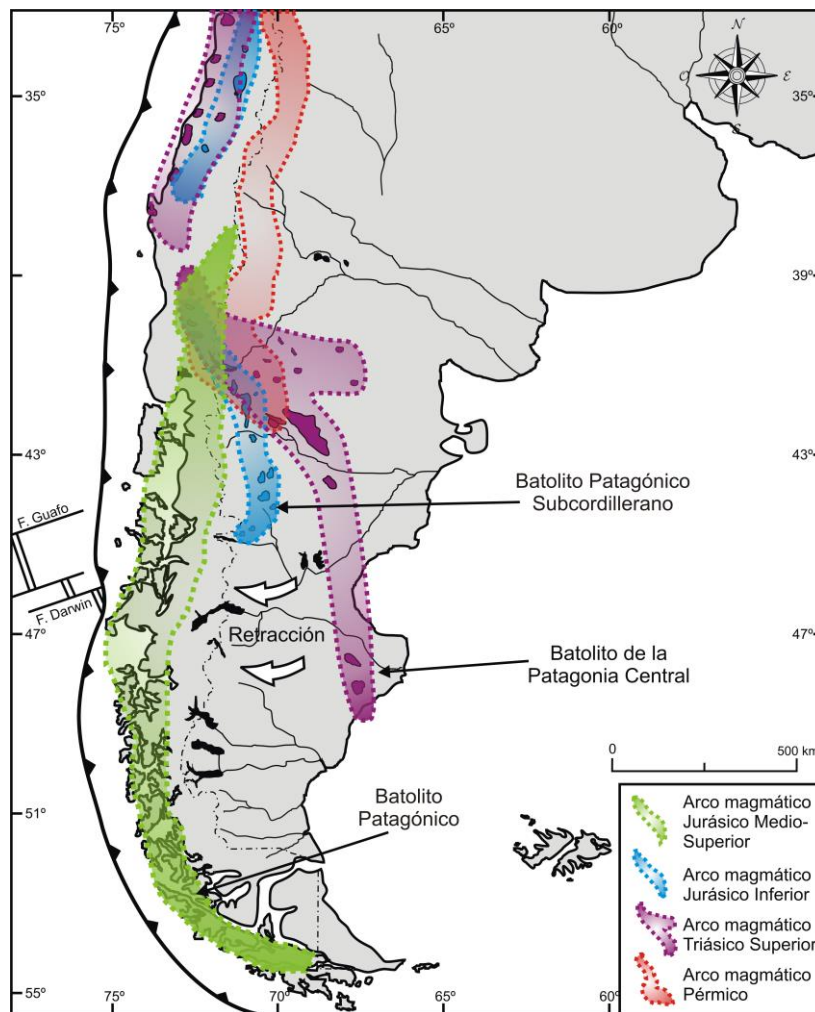 75º
70º
65º
60º
N
O
E
S
35º
35º
39º
39º
43º
43º
Batolito Patagónico
Subcordillerano
F. Guafo
F. Darwin
47º
47º
Retracción
Batolito de la
Patagonia Central
0
500 km
51º
Batolito
Patagónico
Arco magmático
Jurásico Medio-
Superior
Arco magmático
Jurásico Inferior
Arco magmático
Triásico Superior
Arco magmático
Pérmico
55º
75º
70º
60º